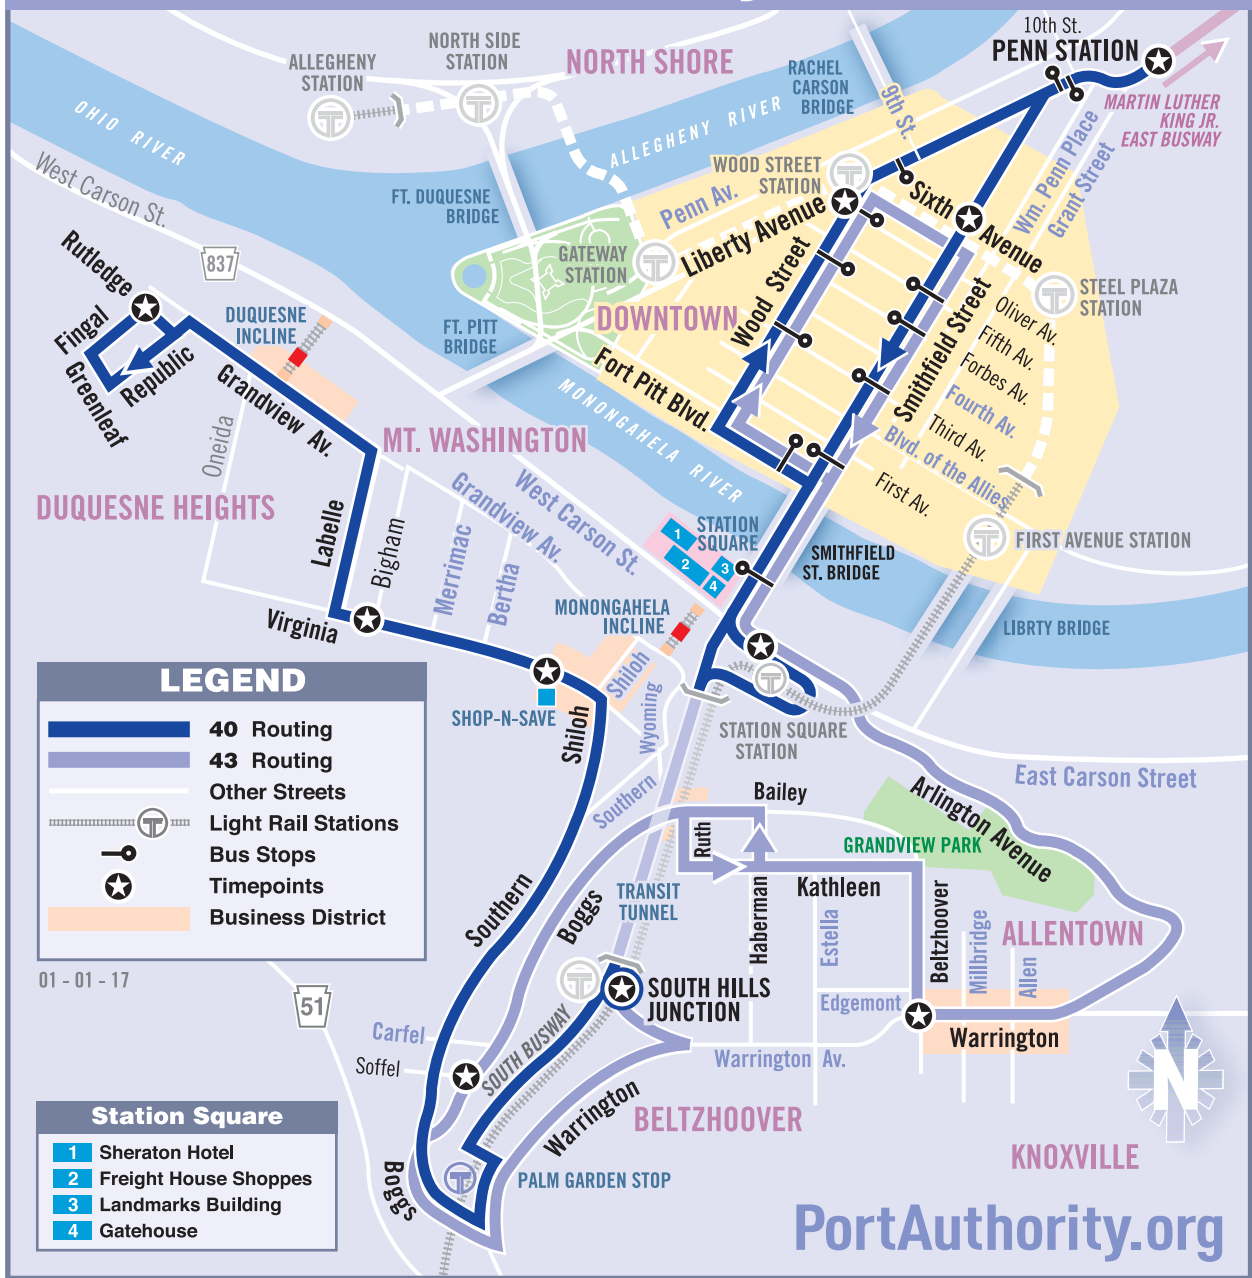 10th St.
PENN STATION
NORTH SIDE
STATION
ALLEGHENY
STATION
NORTH SHORE
RACHEL
CARSON
BRIDGE
9th St.
MARTIN LUTHER
KING JR.
EAST BUSWAY
OHIO RIVER
ALLEGHENY RIVER
West Carson St.
837
FT. DUQUESNE
BRIDGE
WOOD STREET
STATION
Penn Av.
Liberty Avenue
Sixth
Avenue
Wm. Penn Place
Grant Street
GATEWAY
STATION
STEEL PLAZA
STATION
Rutledge
Fingal
Greenleaf
Republic
DUQUESNE
INCLINE
FT. PITT
BRIDGE
DOWNTOWN
Wood Street
Smithfield Street
Oliver Av.
Fifth Av.
Forbes Av.
Fourth Av.
Third Av.
Blvd. of the Allies
First Av.
Fort Pitt Blvd.
Grandview Av.
Oneida
MT. WASHINGTON
MONONGAHELA RIVER
DUQUESNE HEIGHTS
Labelle
Bigham
Merrimac
Bertha
Grandview Av.
West Carson St.
STATION
SQUARE
1
2
3
4
SMITHFIELD
ST. BRIDGE
FIRST AVENUE STATION
LIBRTY BRIDGE
Virginia
MONONGAHELA
INCLINE
Shiloh
Wyoming
SHOP-N-SAVE
Shiloh
STATION SQUARE
STATION
East Carson Street
LEGEND
40 Routing
43 Routing
Other Streets
Light Rail Stations
Bus Stops
Timepoints
Business District
01 - 01 - 17
Southern
Bailey
Arlington Avenue
GRANDVIEW PARK
Ruth
Kathleen
Haberman
Estella
Beltzhoover
Millbridge
Allen
ALLENTOWN
Southern
Boggs
TRANSIT
TUNNEL
51
SOUTH HILLS
JUNCTION
Edgemont
Warrington
Warrington Av.
Carfel
Soffel
SOUTH BUSWAY
Warrington
BELTZHOOVER
KNOXVILLE
N
Boggs
PALM GARDEN STOP
Station Square
1 Sheraton Hotel
2 Freight House Shoppes
3 Landmarks Building
4 Gatehouse
PortAuthority.org